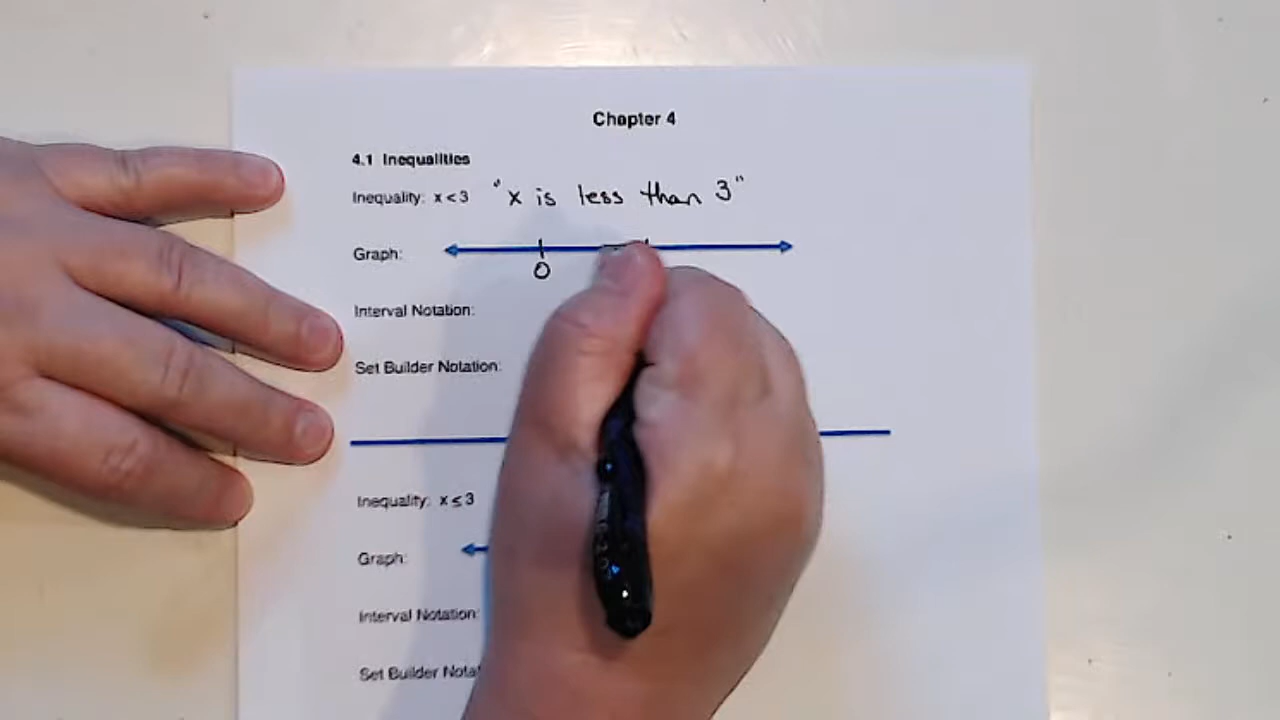 Chapter 4
4.1 Inequalities
Inequality: x < 3 "x is less than 3"
Graph:
0
Interval Notation:
Set Builder Notation:
Inequality: x ≤ 3
Graph:
Interval Notation:
Set Builder